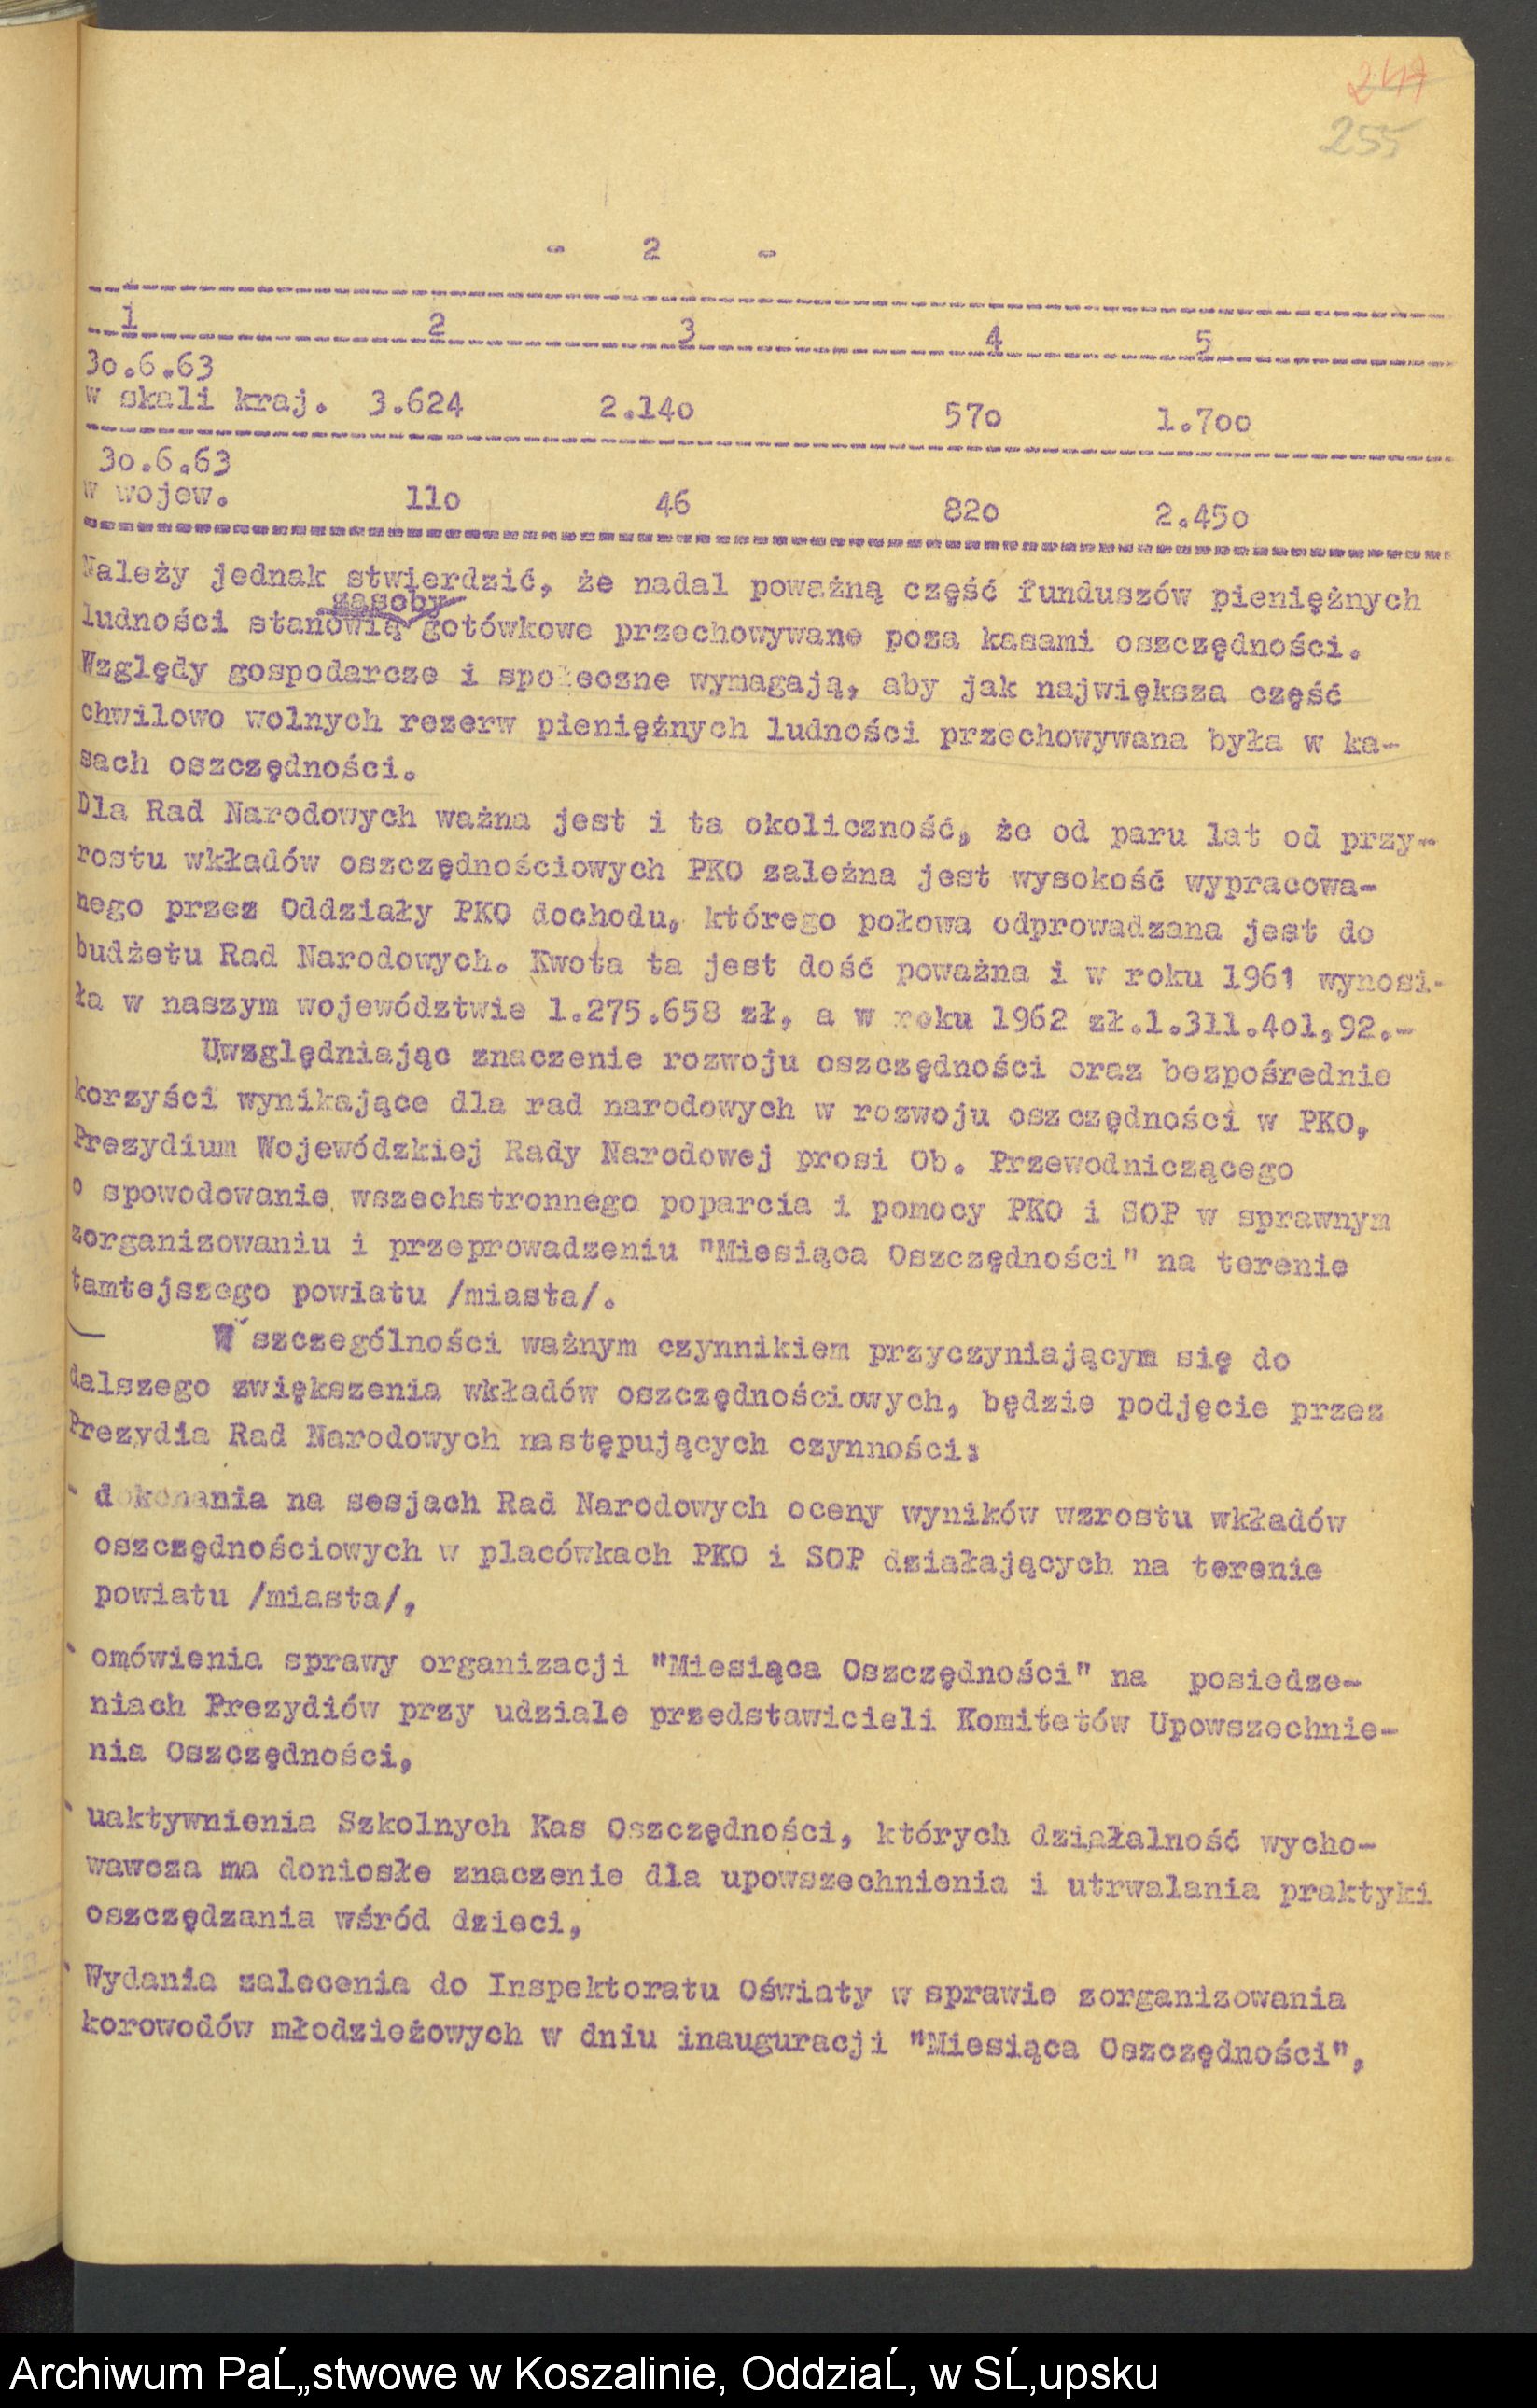 247
255
- 2 -
1 2 3 4 5
3o.6.63
w skali kraj. 3.624 2.14o 57o 1.7oo
3o.6.63
w wojew. 11o 46 82o 2.45o
Należy jednak stwierdzić, że nadal poważną część funduszów pieniężnych
zasoby
ludności stanowią gotówkowe przechowywane poza kasami oszczędności.
Względy gospodarcze i społeczne wymagają, aby jak największa część
chwilowo wolnych rezerw pieniężnych ludności przechowywana była w ka-
sach oszczędności.
Dla Rad Narodowych ważna jest i ta okoliczność, że od paru lat od przy-
rostu wkładów oszczędnościowych PKO zależna jest wysokość wypracowa-
nego przez Oddziały PKO dochodu, którego połowa odprowadzana jest do
budżetu Rad Narodowych. Kwota ta jest dość poważna i w roku 1961 wynosi-
ła w naszym województwie 1.275.658 zł, a w roku 1962 zł.1.311.4o1,92.-
Uwzględniając znaczenie rozwoju oszczędności oraz bezpośrednie
korzyści wynikające dla rad narodowych w rozwoju oszczędności w PKO,
Prezydium Wojewódzkiej Rady Narodowej prosi Ob. Przewodniczącego
o spowodowanie wszechstronnego poparcia i pomocy PKO i SOP w sprawnym
zorganizowaniu i przeprowadzeniu "Miesiąca Oszczędności" na terenie
tamtejszego powiatu /miasta/.
W szczególności ważnym czynnikiem przyczyniającym się do
dalszego zwiększenia wkładów oszczędnościowych, będzie podjęcie przez
Prezydia Rad Narodowych następujących czynności:
- dokonania na sesjach Rad Narodowych oceny wyników wzrostu wkładów
oszczędnościowych w placówkach PKO i SOP działających na terenie
powiatu /miasta/,
- omówienia sprawy organizacji "Miesiąca Oszczędności" na posiedze-
niach Prezydiów przy udziale przedstawicieli Komitetów Upowszechnie-
nia Oszczędności,
- uaktywnienia Szkolnych Kas Oszczędności, których działalność wycho-
wawcza ma doniosłe znaczenie dla upowszechnienia i utrwalania praktyki
oszczędzania wśród dzieci,
- Wydania zalecenia do Inspektoratu Oświaty w sprawie zorganizowania
korowodów młodzieżowych w dniu inauguracji "Miesiąca Oszczędności",
Archiwum PaĹ„stwowe w Koszalinie, OddziaĹ‚ w SĹ‚upsku